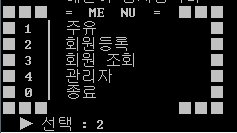 = ME NU =
1 | 주유
2 | 회원등록
3 | 회원 조회
4 | 관리자
0 | 종료
▶ 선택 : 2